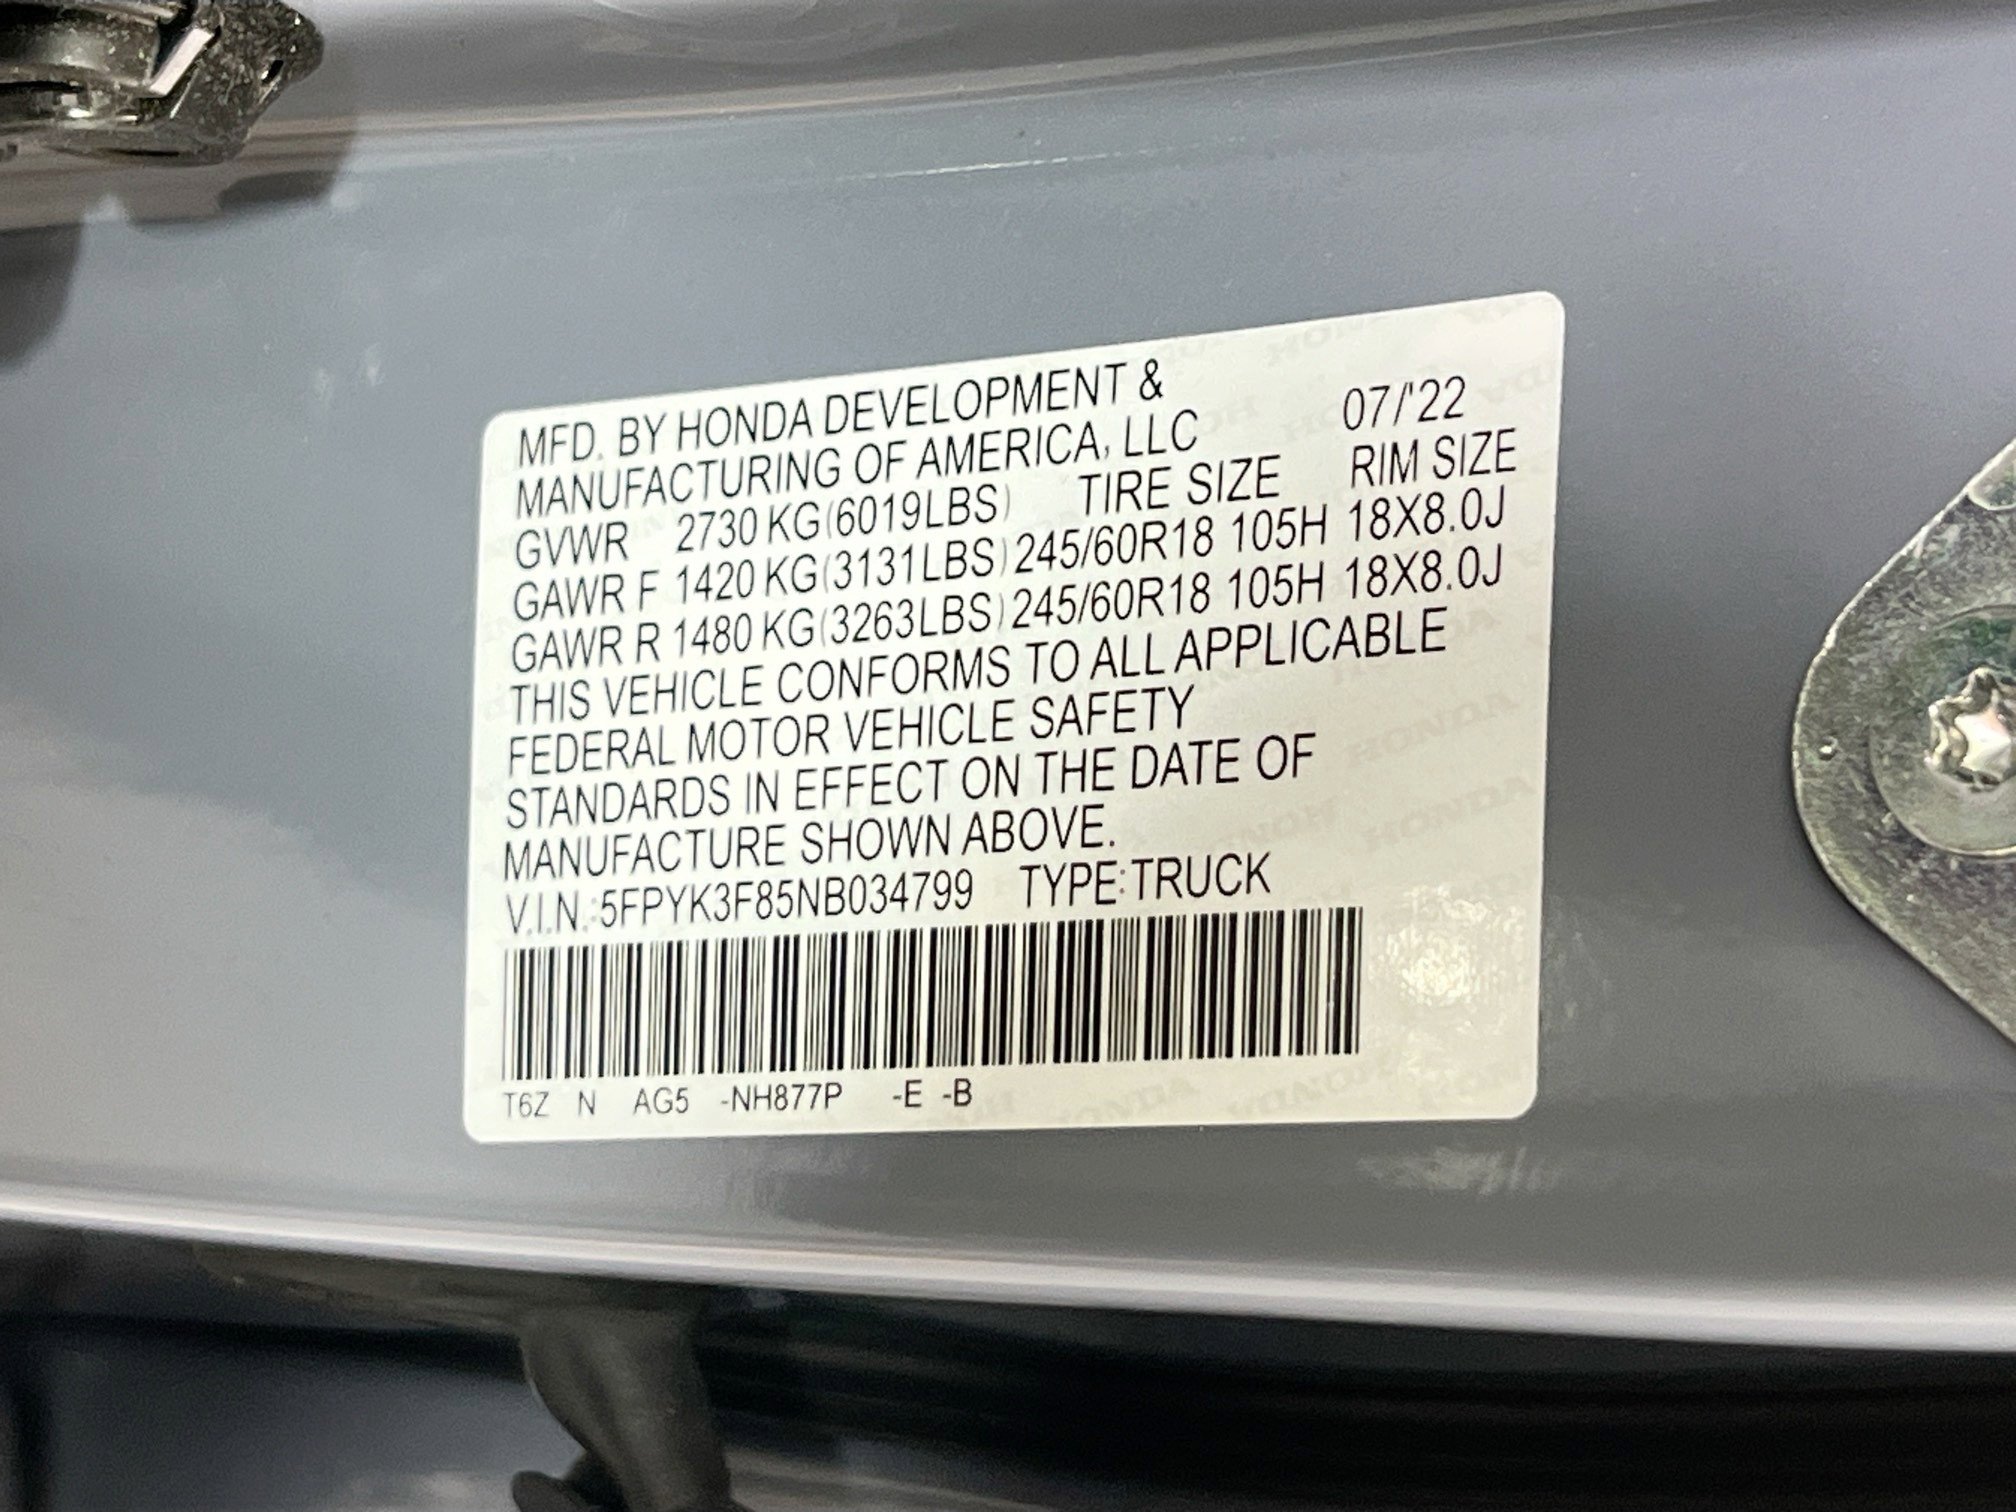 MFD. BY HONDA DEVELOPMENT &
MANUFACTURING OF AMERICA, LLC 07/'22
GVWR 2730 KG(6019LBS) TIRE SIZE RIM SIZE
GAWR F 1420 KG(3131LBS) 245/60R18 105H 18X8.0J
GAWR R 1480 KG(3263LBS) 245/60R18 105H 18X8.0J
THIS VEHICLE CONFORMS TO ALL APPLICABLE
FEDERAL MOTOR VEHICLE SAFETY
STANDARDS IN EFFECT ON THE DATE OF
MANUFACTURE SHOWN ABOVE.
V.I.N.:5FPYK3F85NB034799 TYPE:TRUCK
T6Z N AG5 -NH877P -E -B